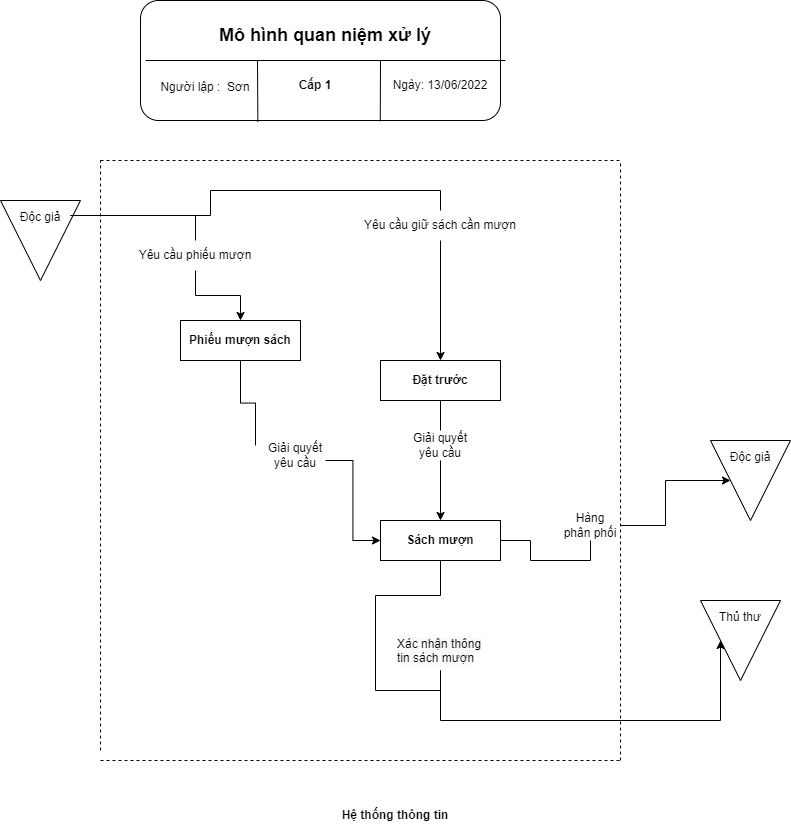 Mô hình quan niệm xử lý
Người lập :  Sơn
Cấp 1
Ngày: 13/06/2022
Độc giả
Yêu cầu giữ sách cần mượn
Yêu cầu phiếu mượn
Phiếu mượn sách
Đặt trước
Giải quyết
yêu cầu
Giải quyết
yêu cầu
Độc giả
Hàng
phân phối
Sách mượn
Thủ thư
Xác nhận thông
tin sách mượn
Hệ thống thông tin